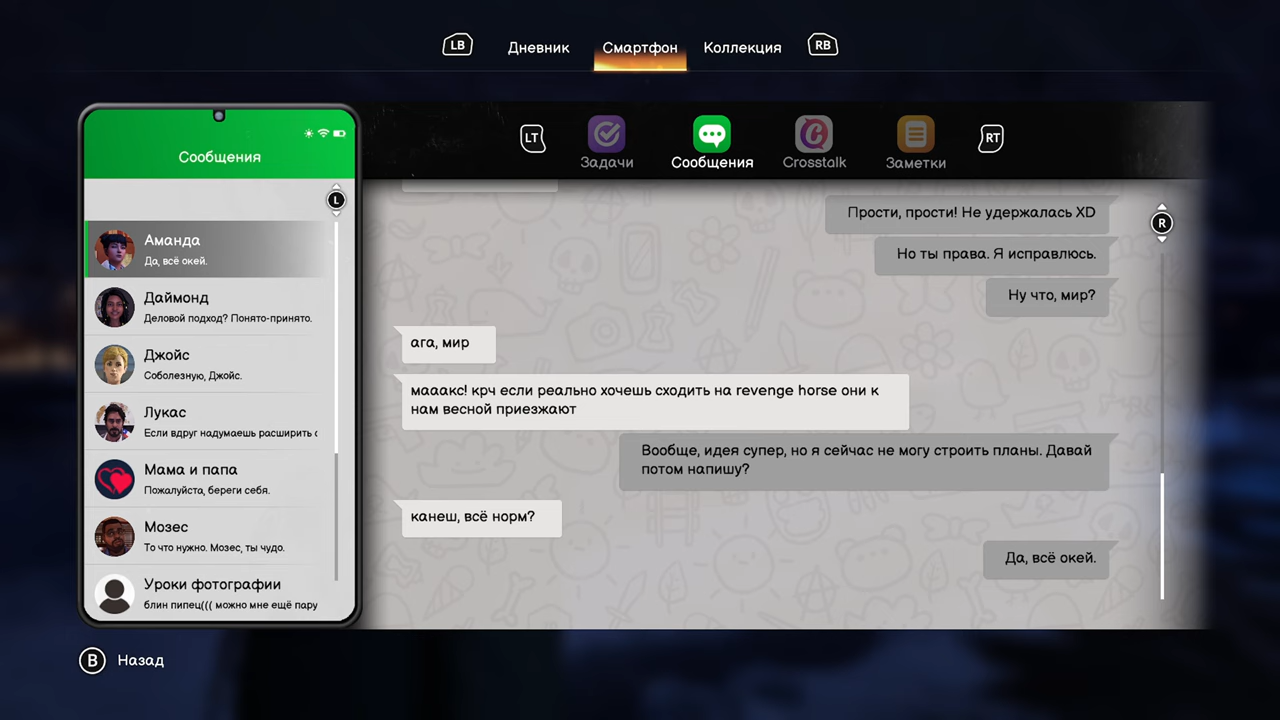 LB
Дневник
Смартфон
Коллекция
RB
LT
Задачи
Сообщения
Crosstalk
Заметки
RT
Сообщения
L
Аманда
Да, всё окей.
Даймонд
Деловой подход? Понято-принято.
Джойс
Соболезную, Джойс.
Лукас
Если вдруг надумаешь расширить
Мама и папа
Пожалуйста, береги себя.
Мозес
То что нужно. Мозес, ты чудо.
Уроки фотографии
блин пипец((( можно мне ещё пару
Прости, прости! Не удержалась XD
Но ты права. Я исправлюсь.
Ну что, мир?
ага, мир
мааакс! крч если реально хочешь сходить на revenge horse они к
нам весной приезжают
Вообще, идея супер, но я сейчас не могу строить планы. Давай
потом напишу?
канеш, всё норм?
Да, всё окей.
R
B
Назад